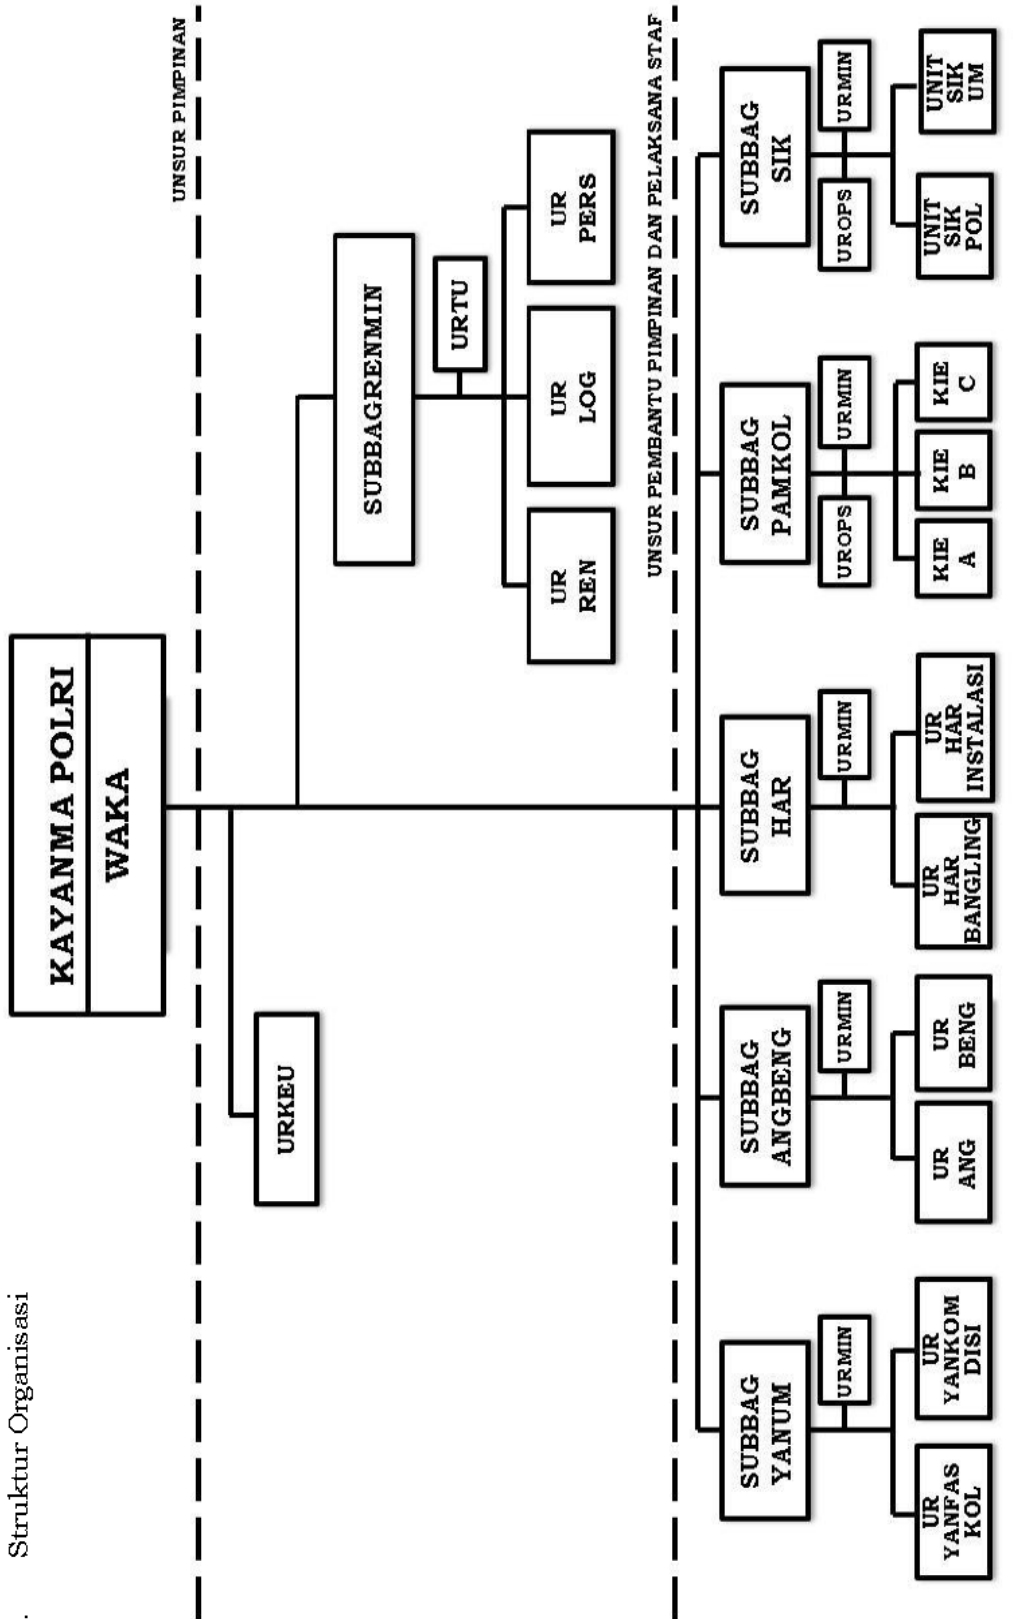 . Struktur Organisasi
KAYANMA POLRI
WAKA
UNSUR PIMPINAN
URKEU
SUBBAGRENMIN
URTU
UR
REN
UR
LOG
UR
PERS
UNSUR PEMBANTU PIMPINAN DAN PELAKSANA STAF
SUBBAG
YANUM
URMIN
UR
YANFAS
KOL
UR
YANKOM
DISI
SUBBAG
ANGBENG
URMIN
UR
ANG
UR
BENG
SUBBAG
HAR
URMIN
UR
HAR
BANGLING
UR
HAR
INSTALASI
SUBBAG
PAMKOL
UROPS
URMIN
KIE
A
KIE
B
KIE
C
SUBBAG
SIK
UROPS
URMIN
UNIT
SIK
POL
UNIT
SIK
UM